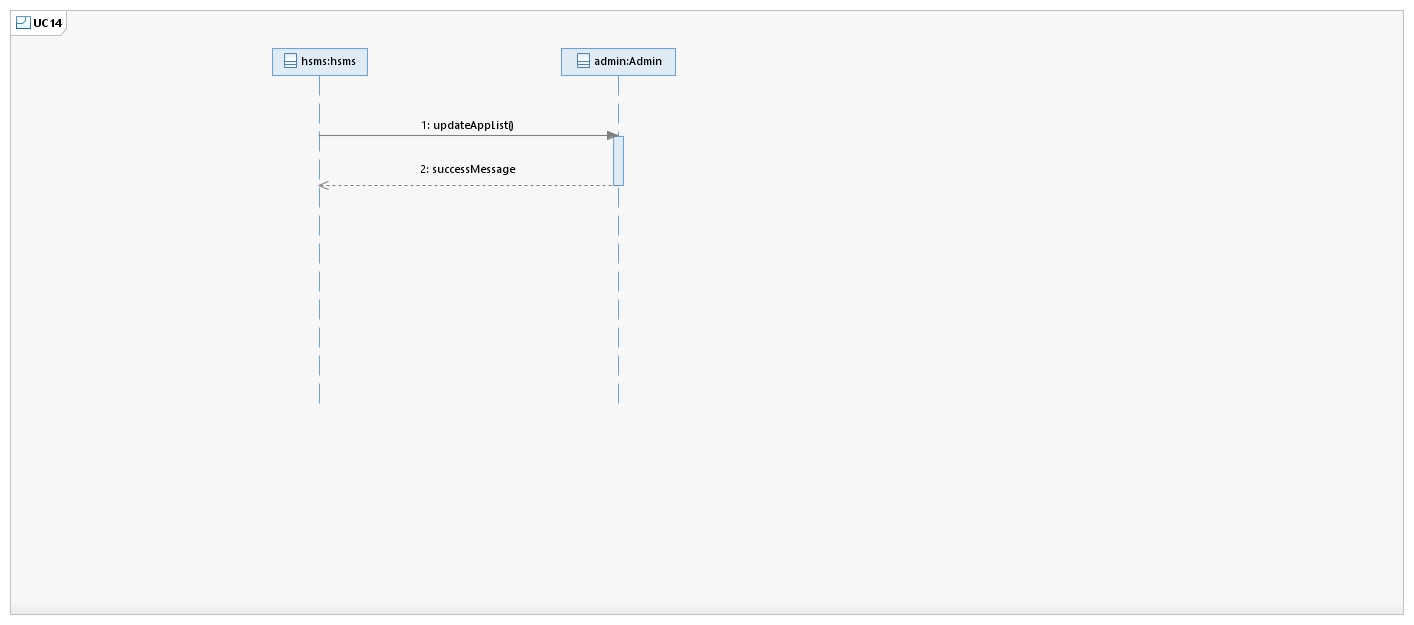 UC14
hsms:hsms
admin:Admin
1: updateAppList()
2: successMessage